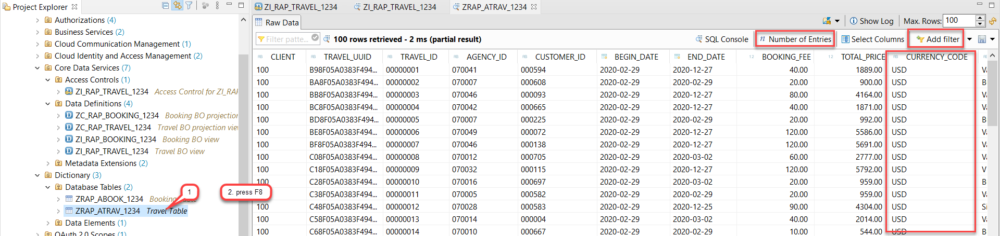 Project Explorer
Authorizations (4)
Business Services (2)
Cloud Communication Management (1)
Cloud Identity and Access Management (2)
Core Data Services (7)
Access Controls (1)
ZI_RAP_TRAVEL_1234 Access Control for ZI_RAP
Data Definitions (4)
ZC_RAP_BOOKING_1234 Booking BO projection
ZC_RAP_TRAVEL_1234 Travel BO projection view
ZI_RAP_BOOKING_1234 Booking BO view
ZI_RAP_TRAVEL_1234 Travel BO view
Metadata Extensions (2)
Dictionary (3)
Database Tables (2)
ZRAP_ABOOK_1234 Booking
ZRAP_ATRAV_1234 Travel Table
Data Elements (1)
OAuth 2.0 Scopes (1)
1
2. press F8
ZI_RAP_TRAVEL_1234 ZI_RAP_TRAVEL_1234 ZRAP_ATRAV_1234
Raw Data Show Log Max. Rows: 100
Filter patte... 100 rows retrieved - 2 ms (partial result) SQL Console Number of Entries Select Columns Add filter
CLIENT TRAVEL_UUID TRAVEL_ID AGENCY_ID CUSTOMER_ID BEGIN_DATE END_DATE BOOKING_FEE TOTAL_PRICE CURRENCY_CODE
100 B98F05A0383F494... 00000001 070041 000594 2020-02-29 2020-12-27 40.00 1889.00 USD Va
100 BA8F05A0383F494... 00000002 070007 000608 2020-02-29 2020-12-27 20.00 900.00 USD B
100 BB8F05A0383F494... 00000003 070046 000093 2020-02-29 2020-12-27 80.00 4164.00 USD Va
100 BC8F05A0383F494... 00000004 070042 000665 2020-02-29 2020-12-27 40.00 1871.00 USD Va
100 BD8F05A0383F494... 00000005 070007 000225 2020-02-29 2020-12-27 20.00 992.00 USD B
100 BE8F05A0383F494... 00000006 070049 000072 2020-02-29 2020-12-27 120.00 5586.00 USD Va
100 BF8F05A0383F494... 00000007 070046 000138 2020-02-29 2020-12-27 120.00 5691.00 USD Va
100 C08F05A0383F494... 00000008 070012 000705 2020-02-29 2020-03-02 60.00 2777.00 USD Va
100 C18F05A0383F494... 00000009 070032 000115 2020-02-29 2020-12-27 120.00 5792.00 USD V
100 C28F05A0383F494... 00000010 070016 000697 2020-02-29 2020-03-02 20.00 959.00 USD B
100 C38F05A0383F494... 00000011 070005 000582 2020-02-29 2020-03-02 20.00 959.00 USD Va
100 C48F05A0383F494... 00000012 070028 000583 2020-02-29 2020-12-25 90.00 4304.00 USD Si
100 C58F05A0383F494... 00000013 070014 000004 2020-02-29 2020-03-02 40.00 2014.00 USD Va
100 C68F05A0383F494... 00000014 070010 000667 2020-02-29 2020-02-29 10.00 544.00 USD B